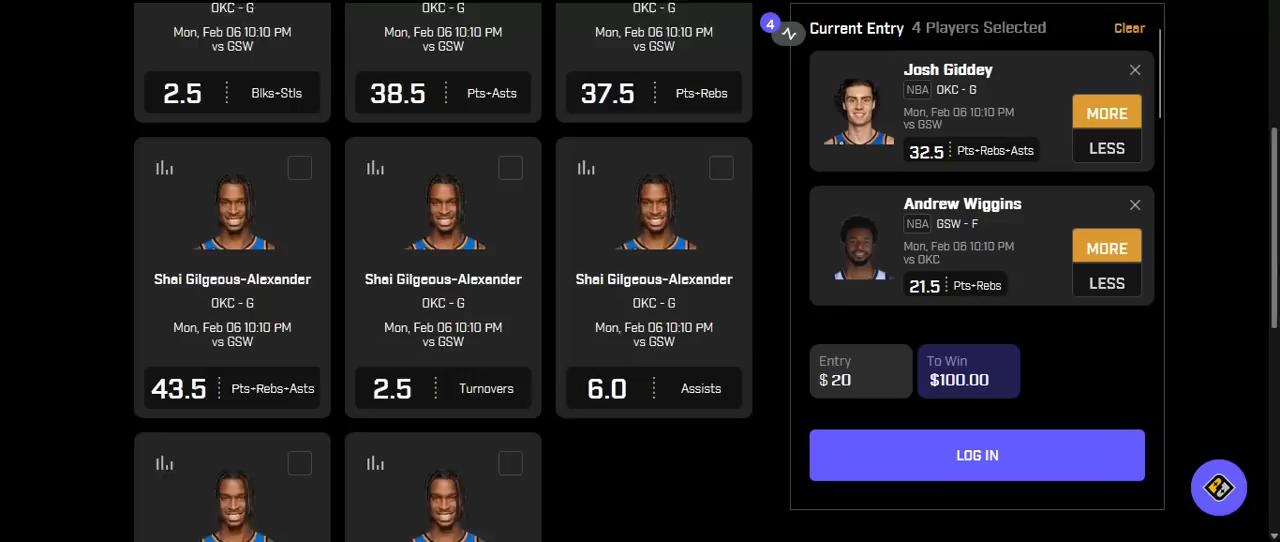 OKC - G
Mon, Feb 06 10:10 PM
vs GSW
2.5 Blks+Stls
OKC - G
Mon, Feb 06 10:10 PM
vs GSW
38.5 Pts+Asts
OKC - G
Mon, Feb 06 10:10 PM
vs GSW
37.5 Pts+Rebs
Shai Gilgeous-Alexander
OKC - G
Mon, Feb 06 10:10 PM
vs GSW
43.5 Pts+Rebs+Asts
Shai Gilgeous-Alexander
OKC - G
Mon, Feb 06 10:10 PM
vs GSW
2.5 Turnovers
Shai Gilgeous-Alexander
OKC - G
Mon, Feb 06 10:10 PM
vs GSW
6.0 Assists
4
Current Entry 4 Players Selected Clear
Josh Giddey
NBA OKC - G
Mon, Feb 06 10:10 PM
vs GSW
32.5 Pts+Rebs+Asts
MORE
LESS
Andrew Wiggins
NBA GSW - F
Mon, Feb 06 10:10 PM
vs OKC
21.5 Pts+Rebs
MORE
LESS
Entry
$ 20
To Win
$100.00
LOG IN